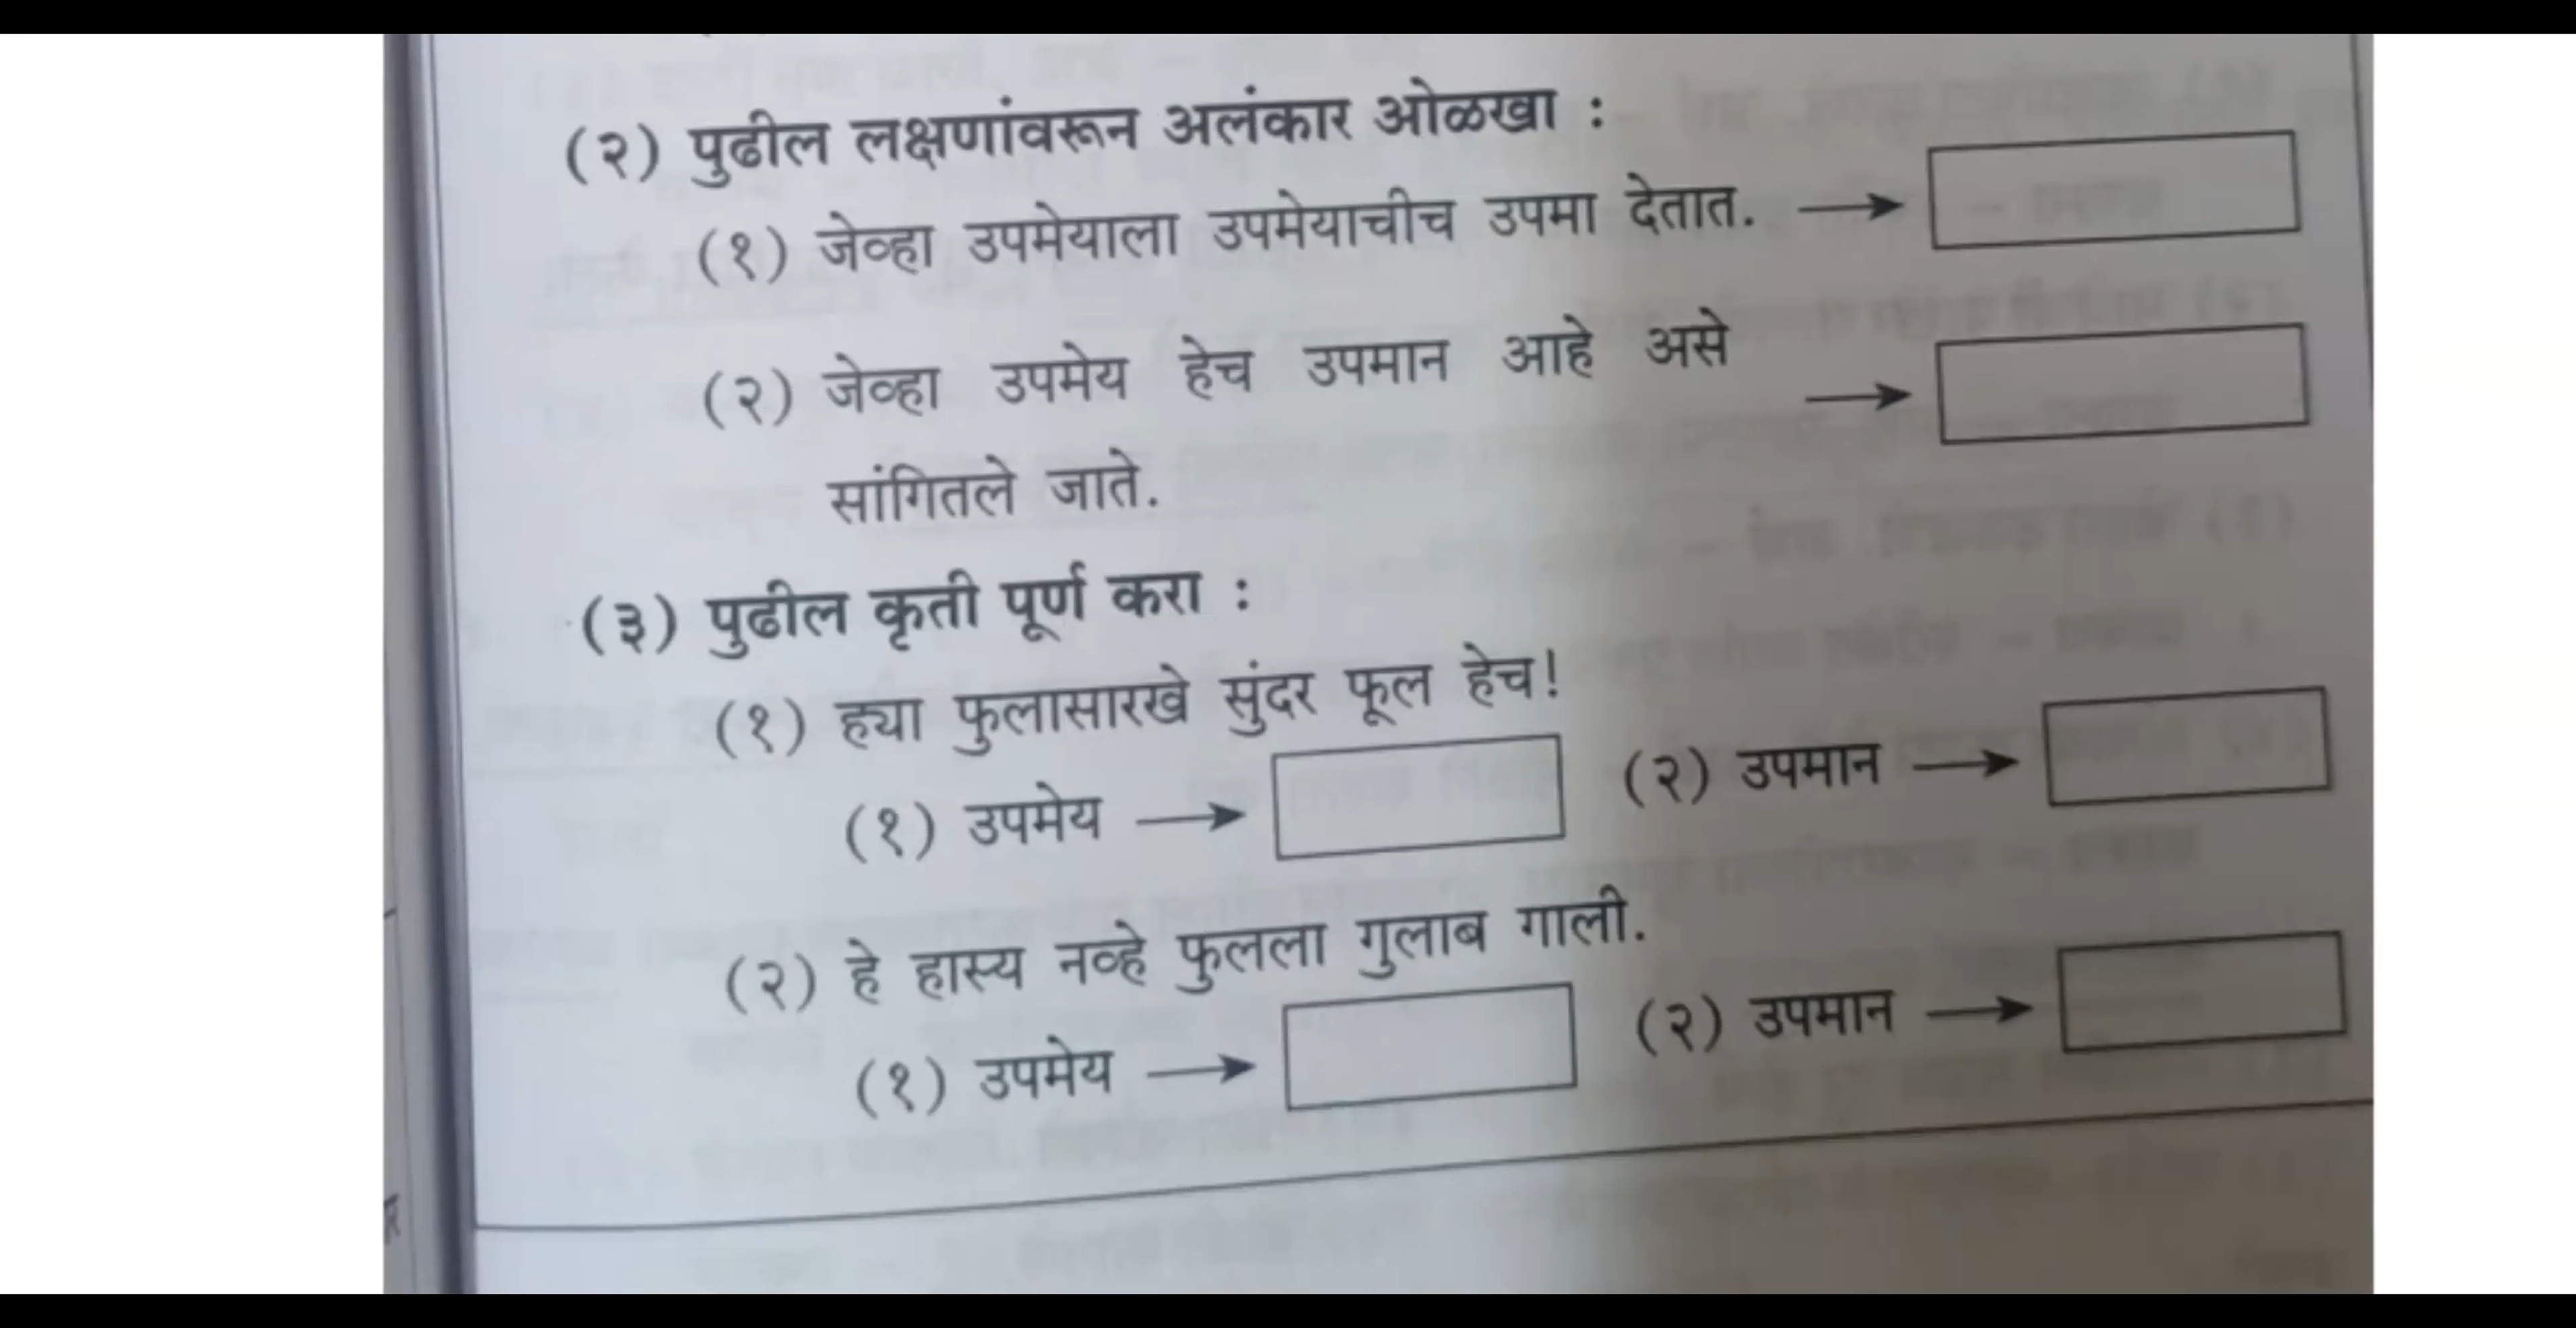 (२) पुढील लक्षणांवरून अलंकार ओळखा :
(१) जेव्हा उपमेयाला उपमेयाचीच उपमा देतात. →
(२) जेव्हा उपमेय हेच उपमान आहे असे →
सांगितले जाते.
(३) पुढील कृती पूर्ण करा :
(१) ह्या फुलासारखे सुंदर फूल हेच!
(१) उपमेय → (२) उपमान →
(२) हे हास्य नव्हे फुलला गुलाब गाली.
(१) उपमेय → (२) उपमान →